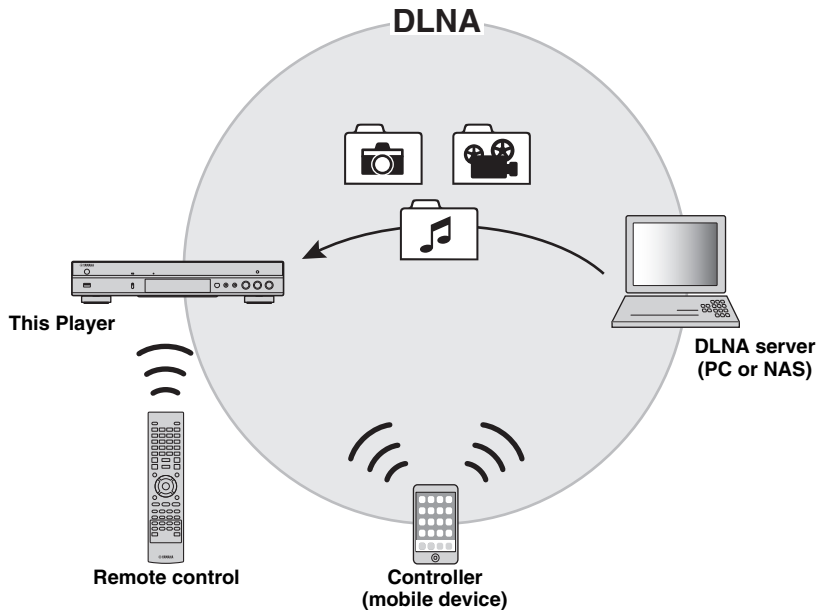 DLNA
This Player
DLNA server
(PC or NAS)
Remote control
Controller
(mobile device)